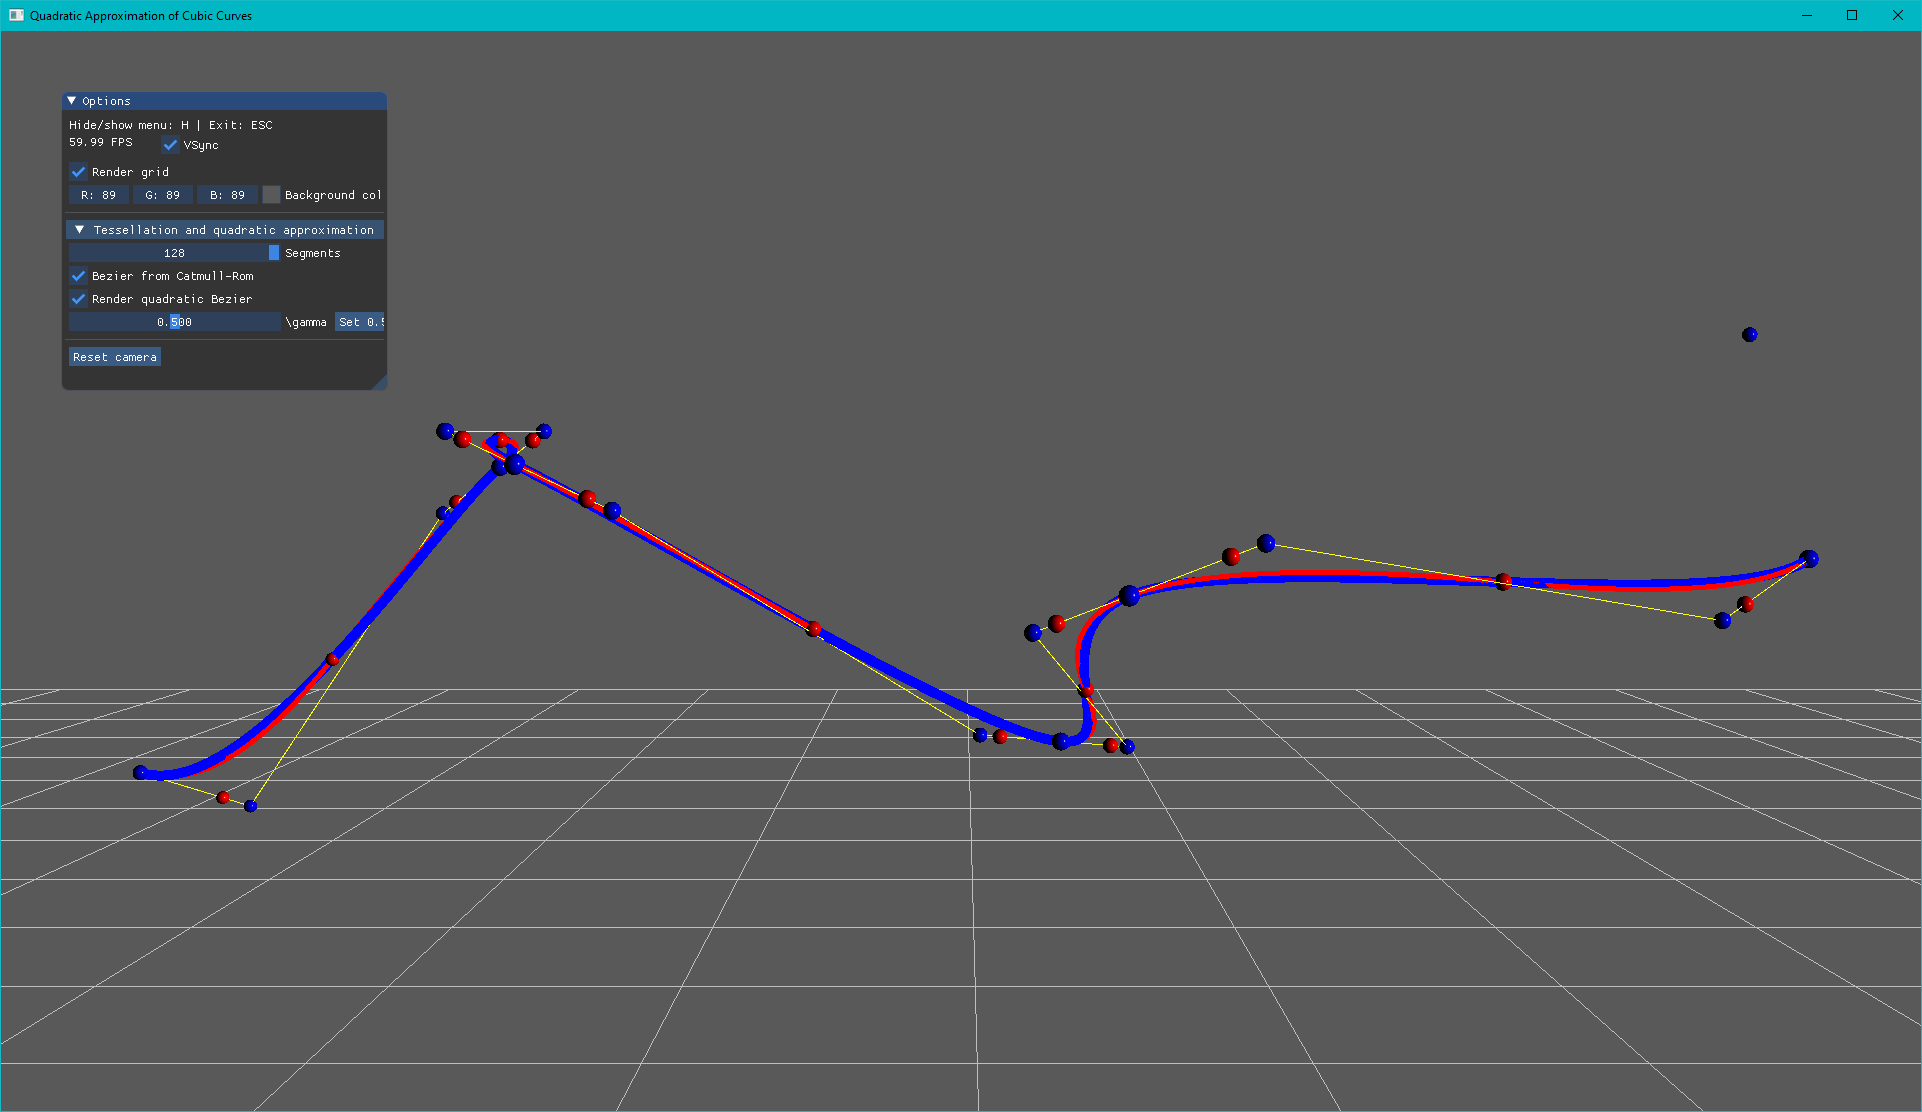 Quadratic Approximation of Cubic Curves
Options
Hide/show menu: H | Exit: ESC
59.99 FPS VSync
Render grid
R: 89 G: 89 B: 89 Background col
Tessellation and quadratic approximation
128 Segments
Bezier from Catmull-Rom
Render quadratic Bezier
0.500 \gamma Set 0.5
Reset camera